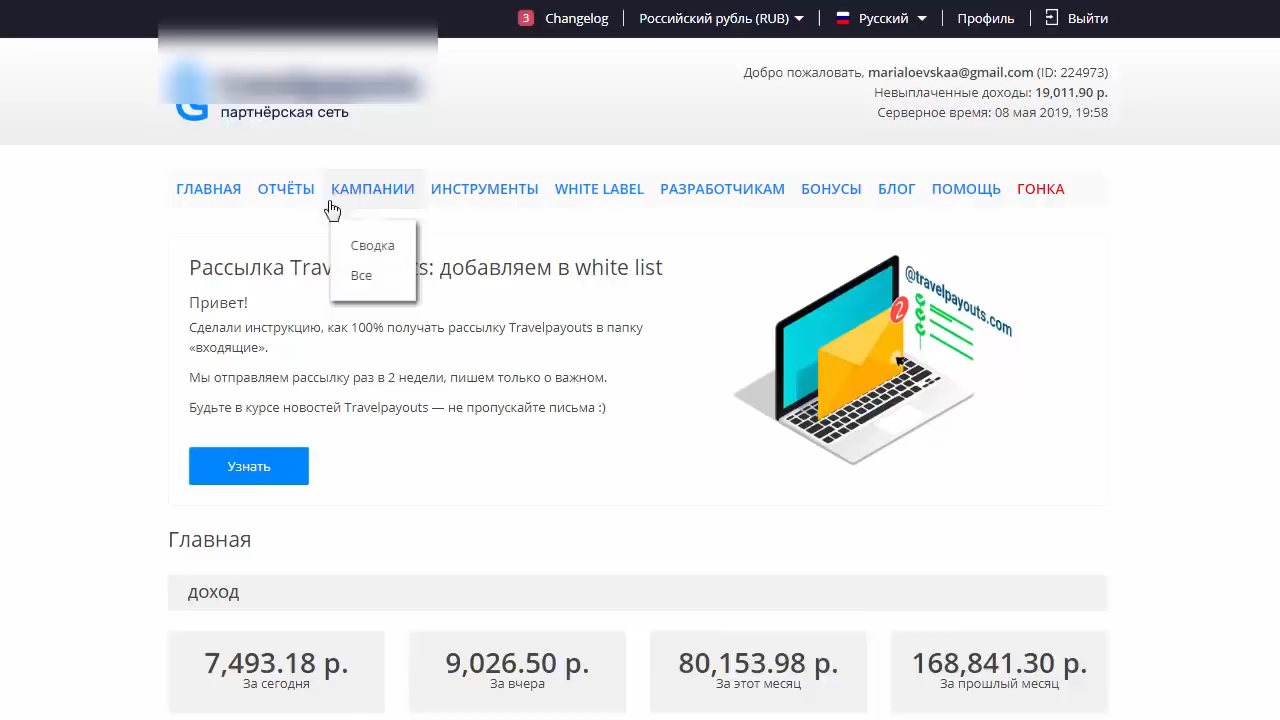 3 Changelog Российский рубль (RUB) Русский Профиль Выйти
партнёрская сеть
Добро пожаловать, marialoevskaa@gmail.com (ID: 224973)
Невыплаченные доходы: 19,011.90 р.
Серверное время: 08 мая 2019, 19:58
ГЛАВНАЯ ОТЧЁТЫ КАМПАНИИ ИНСТРУМЕНТЫ WHITE LABEL РАЗРАБОТЧИКАМ БОНУСЫ БЛОГ ПОМОЩЬ ГОНКА
Сводка
Все
Рассылка Trav ts: добавляем в white list
Привет!
Сделали инструкцию, как 100% получать рассылку Travelpayouts в папку
«входящие».
Мы отправляем рассылку раз в 2 недели, пишем только о важном.
Будьте в курсе новостей Travelpayouts — не пропускайте письма :)
Узнать
@travelpayouts.com
2
Главная
ДОХОД
7,493.18 р.
За сегодня
9,026.50 р.
За вчера
80,153.98 р.
За этот месяц
168,841.30 р.
За прошлый месяц